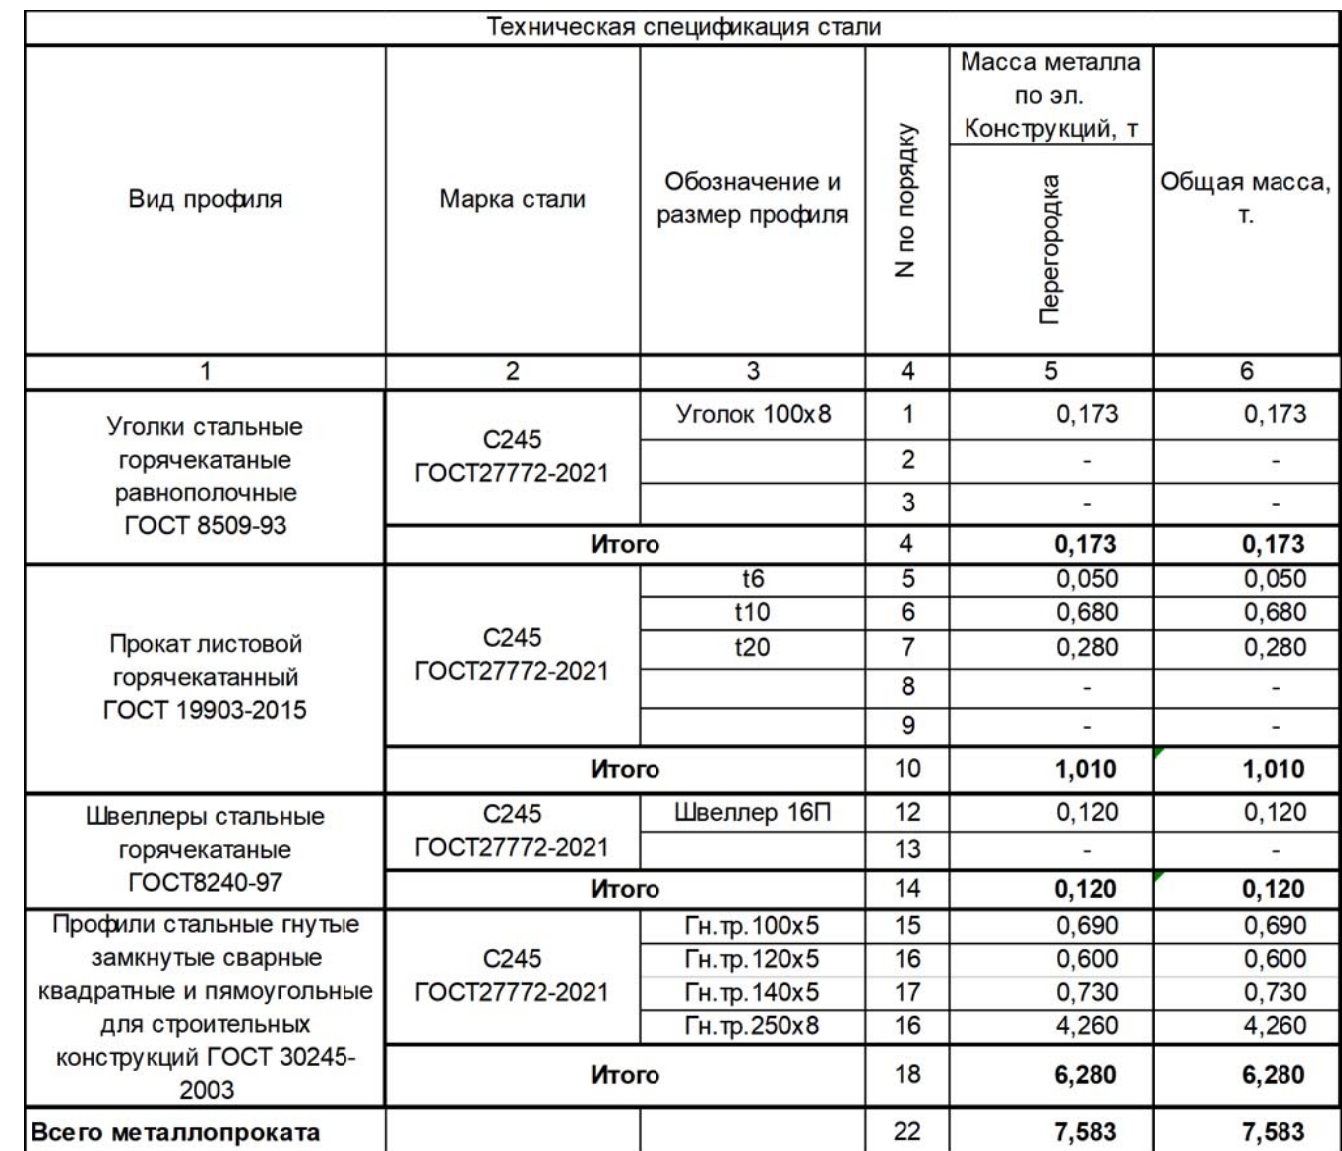 Техническая спецификация стали
Вид профиля
Марка стали
Обозначение и
размер профиля
N по порядку
Масса металла
по эл.
Конструкций, т
Перегородка
Общая масса,
т.
1 2 3 4 5 6
Уголки стальные
горячекатаные
равнополочные
ГОСТ 8509-93
С245
ГОСТ27772-2021
Уголок 100х8 1 0,173 0,173
2 - -
3 - -
Итого 4 0,173 0,173
Прокат листовой
горячекатанный
ГОСТ 19903-2015
С245
ГОСТ27772-2021
t6 5 0,050 0,050
t10 6 0,680 0,680
t20 7 0,280 0,280
8 - -
9 - -
Итого 10 1,010 1,010
Швеллеры стальные
горячекатаные
ГОСТ8240-97
С245
ГОСТ27772-2021
Швеллер 16П 12 0,120 0,120
13 - -
Итого 14 0,120 0,120
Профили стальные гнутые
замкнутые сварные
квадратные и пямоугольные
для строительных
конструкций ГОСТ 30245-
2003
С245
ГОСТ27772-2021
Гн.тр.100х5 15 0,690 0,690
Гн.тр.120х5 16 0,600 0,600
Гн.тр.140х5 17 0,730 0,730
Гн.тр.250х8 16 4,260 4,260
Итого 18 6,280 6,280
Всего металлопроката 22 7,583 7,583